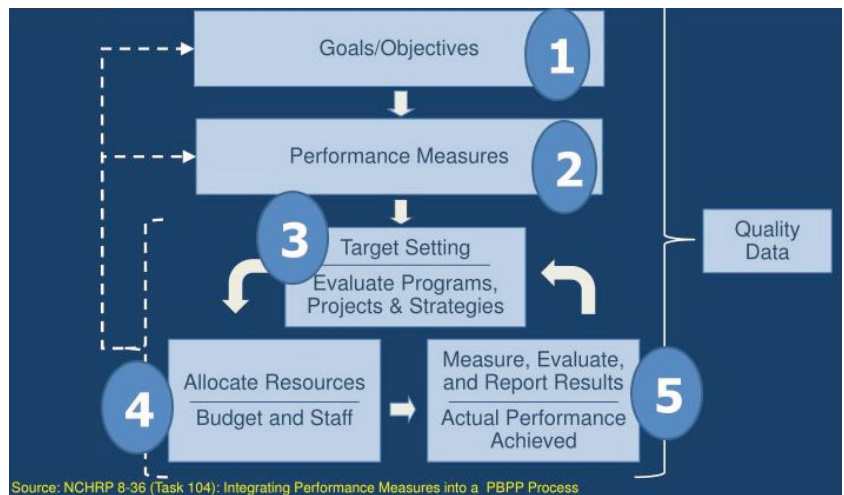 Goals/Objectives
1
Performance Measures
2
3
Target Setting
Evaluate Programs,
Projects & Strategies
Quality
Data
4
Allocate Resources
Budget and Staff
Measure, Evaluate,
and Report Results
Actual Performance
Achieved
5
Source: NCHRP 8-36 (Task 104): Integrating Performance Measures into a PBPP Process